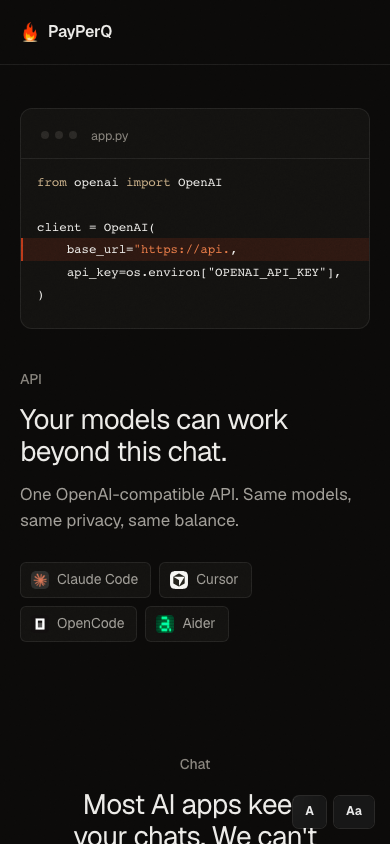 PayPerQ
app.py
from openai import OpenAI
client = OpenAI(
base_url="https://api.,
api_key=os.environ["OPENAI_API_KEY"],
)
API
Your models can work
beyond this chat.
One OpenAI-compatible API. Same models,
same privacy, same balance.
Claude Code
Cursor
OpenCode
Aider
Chat
Most AI apps kee
your chats. We can't
A
Aa